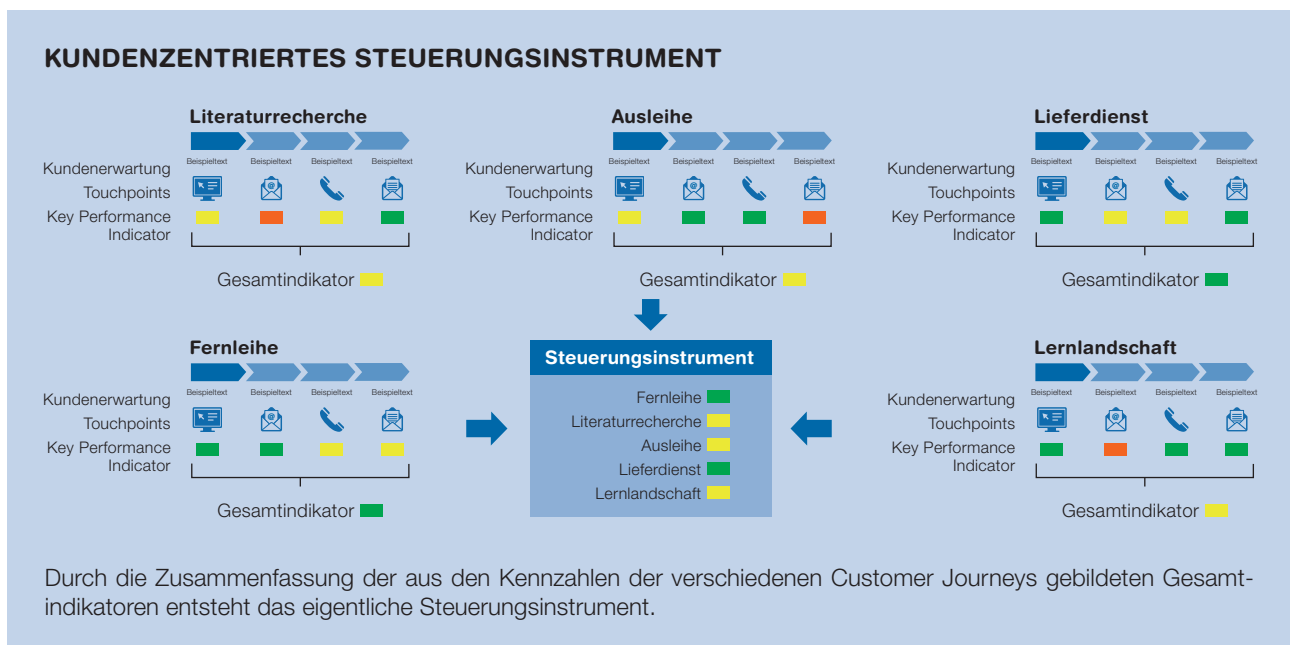 KUNDENZENTRIERTES STEUERUNGSINSTRUMENT
Literaturrecherche
Kundenerwartung
Beispieltext Beispieltext Beispieltext Beispieltext
Touchpoints
Key Performance
Indicator
Gesamtindikator
Ausleihe
Kundenerwartung
Beispieltext Beispieltext Beispieltext Beispieltext
Touchpoints
Key Performance
Indicator
Gesamtindikator
Lieferdienst
Kundenerwartung
Beispieltext Beispieltext Beispieltext Beispieltext
Touchpoints
Key Performance
Indicator
Gesamtindikator
Fernleihe
Kundenerwartung
Beispieltext Beispieltext Beispieltext Beispieltext
Touchpoints
Key Performance
Indicator
Gesamtindikator
Steuerungsinstrument
Fernleihe
Literaturrecherche
Ausleihe
Lieferdienst
Lernlandschaft
Lernlandschaft
Kundenerwartung
Beispieltext Beispieltext Beispieltext Beispieltext
Touchpoints
Key Performance
Indicator
Gesamtindikator
Durch die Zusammenfassung der aus den Kennzahlen der verschiedenen Customer Journeys gebildeten Gesamt-
indikatoren entsteht das eigentliche Steuerungsinstrument.